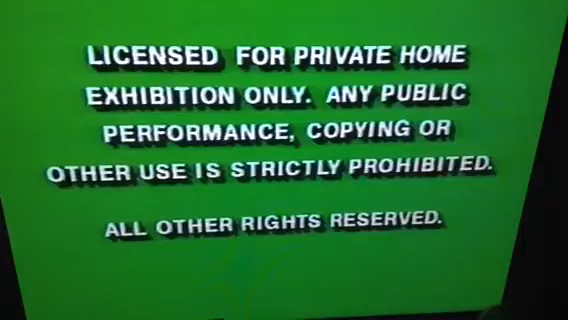 LICENSED FOR PRIVATE HOME
EXHIBITION ONLY. ANY PUBLIC
PERFORMANCE, COPYING OR
OTHER USE IS STRICTLY PROHIBITED.
ALL OTHER RIGHTS RESERVED.